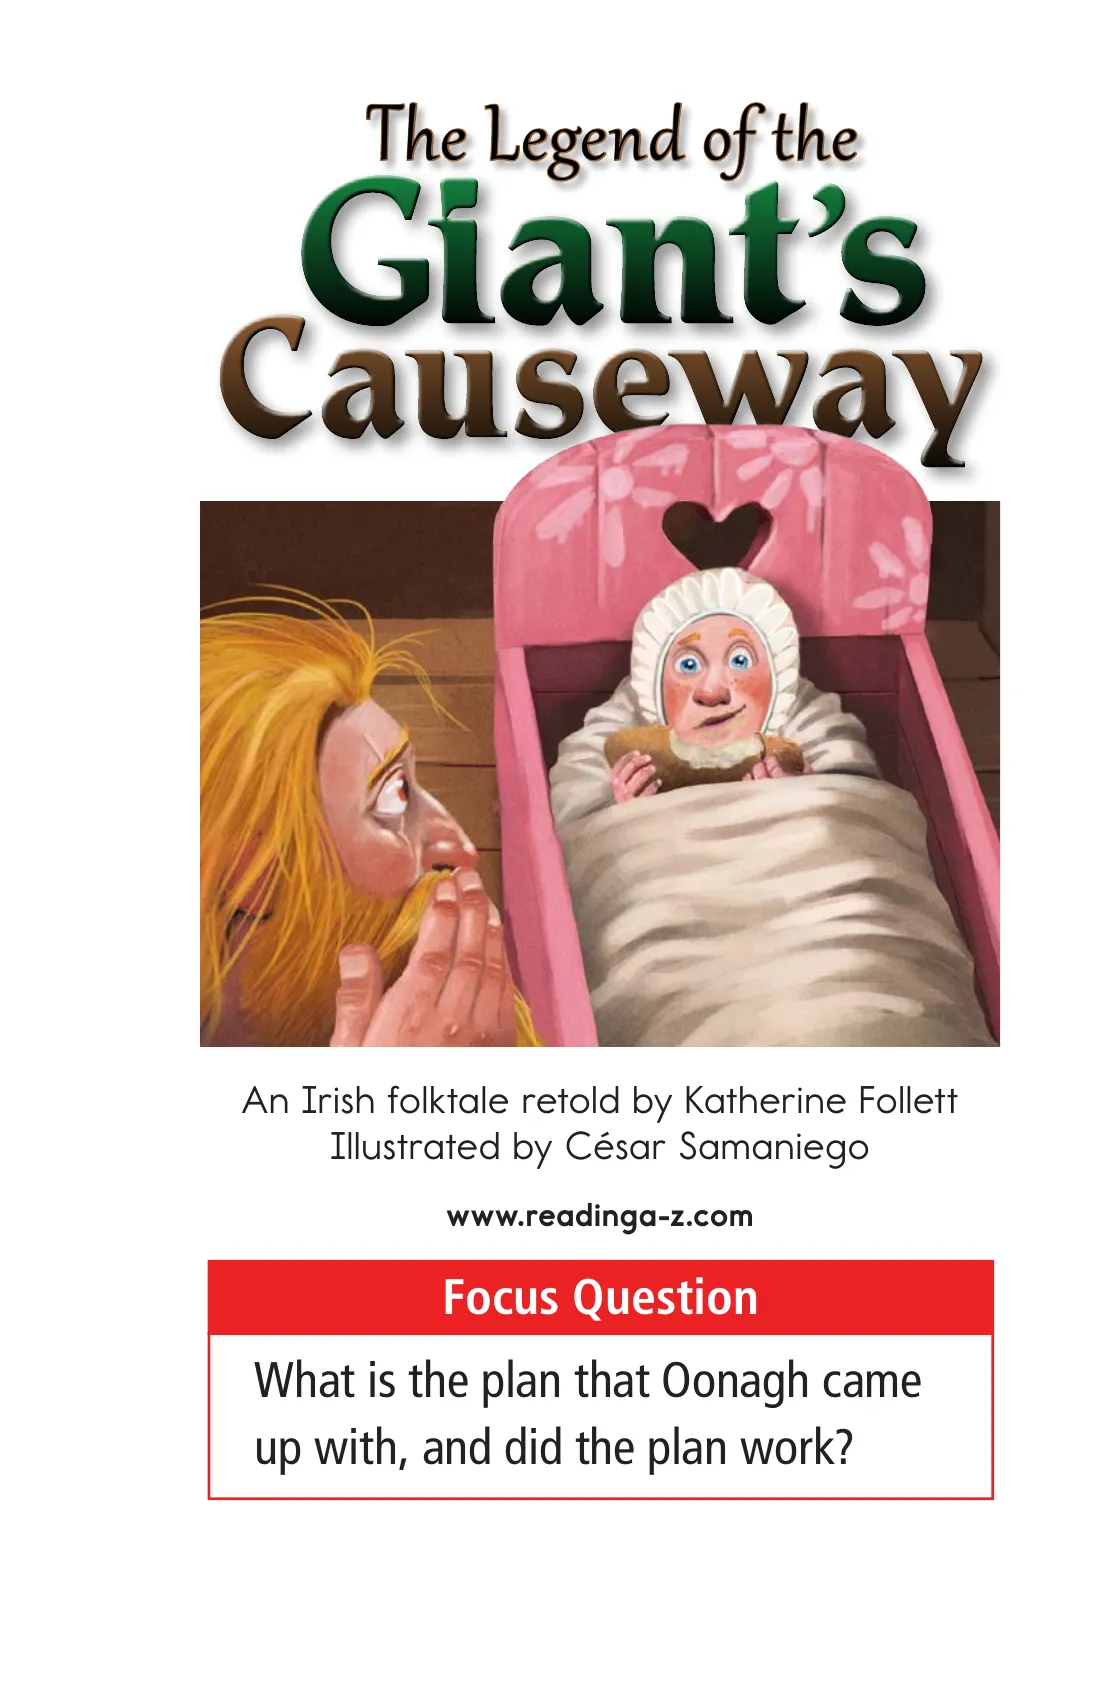 The Legend of the
Giant's
Causeway
An Irish folktale retold by Katherine Follett
Illustrated by César Samaniego
www.readinga-z.com
Focus Question
What is the plan that Oonagh came
up with, and did the plan work?